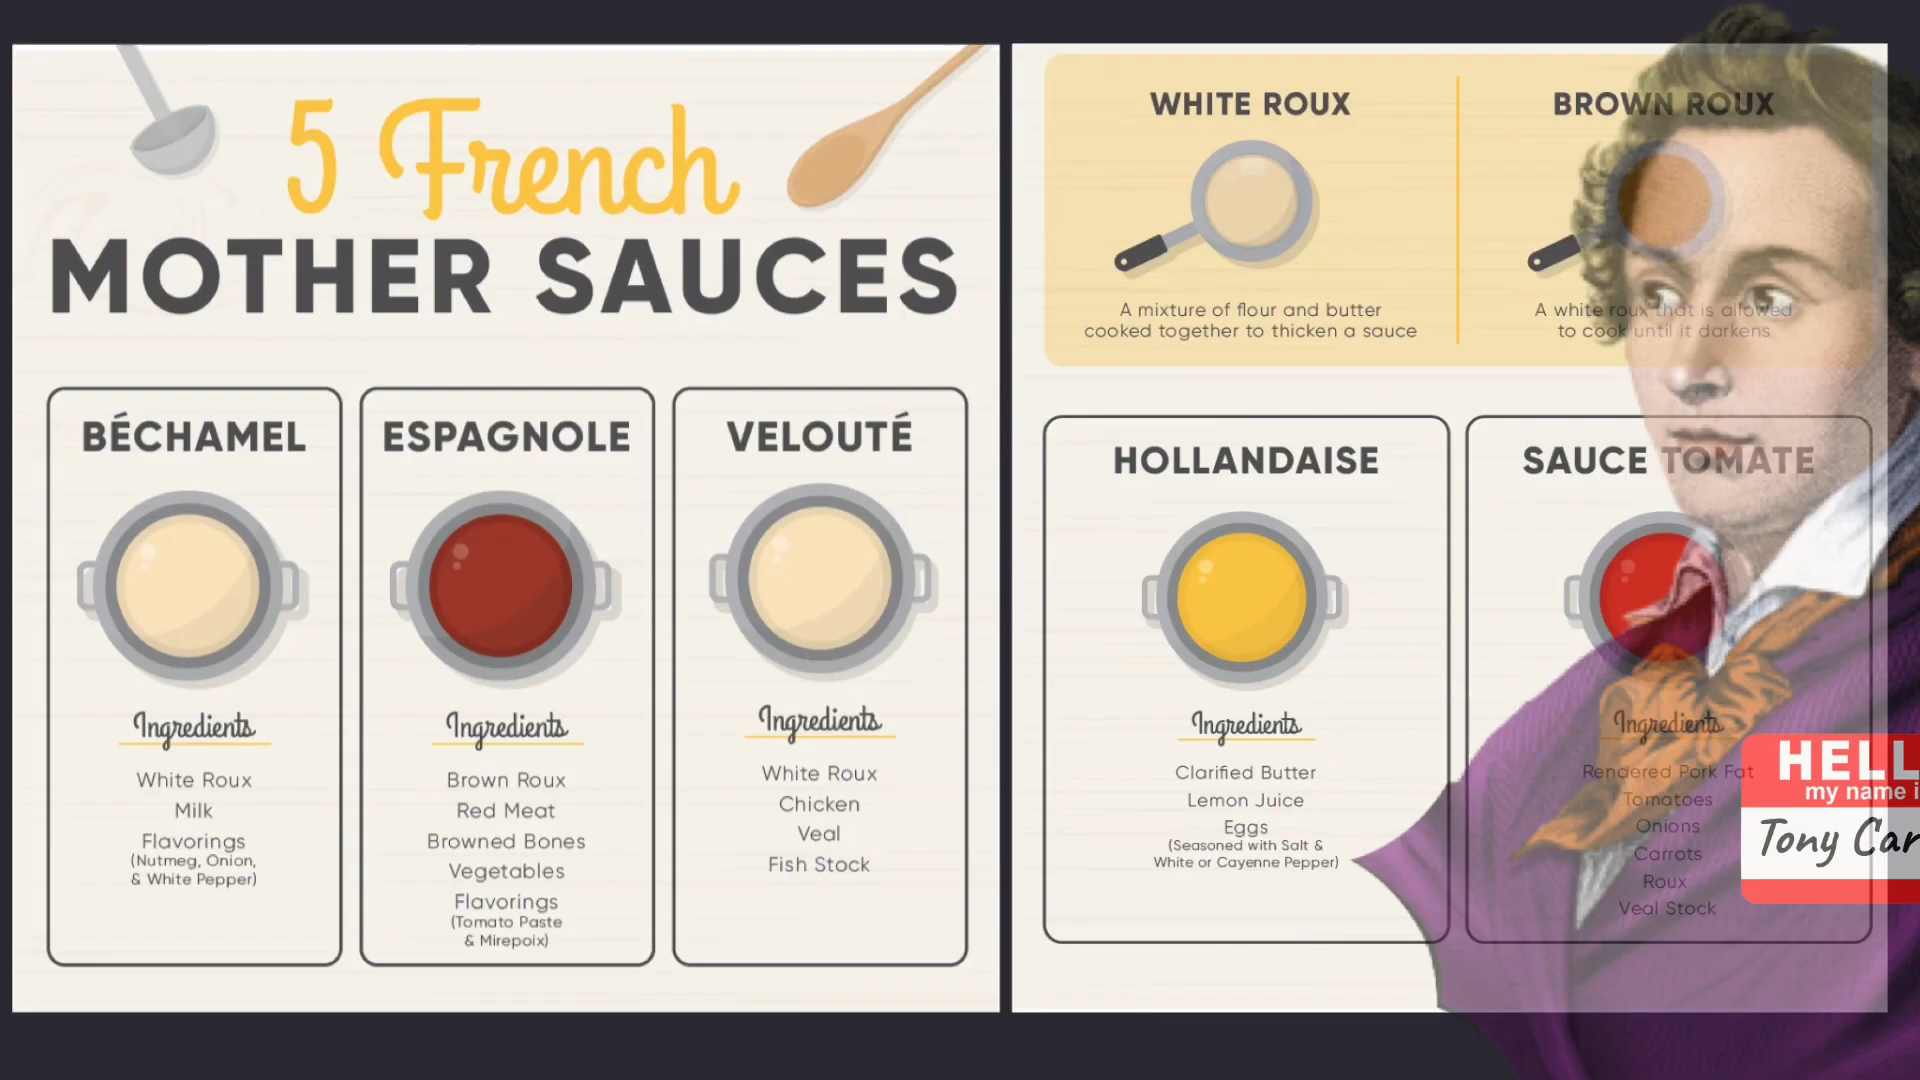 5 French
MOTHER SAUCES
BÉCHAMEL
Ingredients
White Roux
Milk
Flavorings
(Nutmeg, Onion,
& White Pepper)
ESPAGNOLE
Ingredients
Brown Roux
Red Meat
Browned Bones
Vegetables
Flavorings
(Tomato Paste
& Mirepoix)
VELOUTÉ
Ingredients
White Roux
Chicken
Veal
Fish Stock
WHITE ROUX
A mixture of flour and butter
cooked together to thicken a sauce
BROWN ROUX
A white roux that is allowed
to cook until it darkens
HOLLANDAISE
Ingredients
Clarified Butter
Lemon Juice
Eggs
(Seasoned with Salt &
White or Cayenne Pepper)
SAUCE TOMATE
Ingredients
Rendered Pork Fat
Tomatoes
Onions
Carrots
Roux
Veal Stock
HELL
my name i
Tony Car